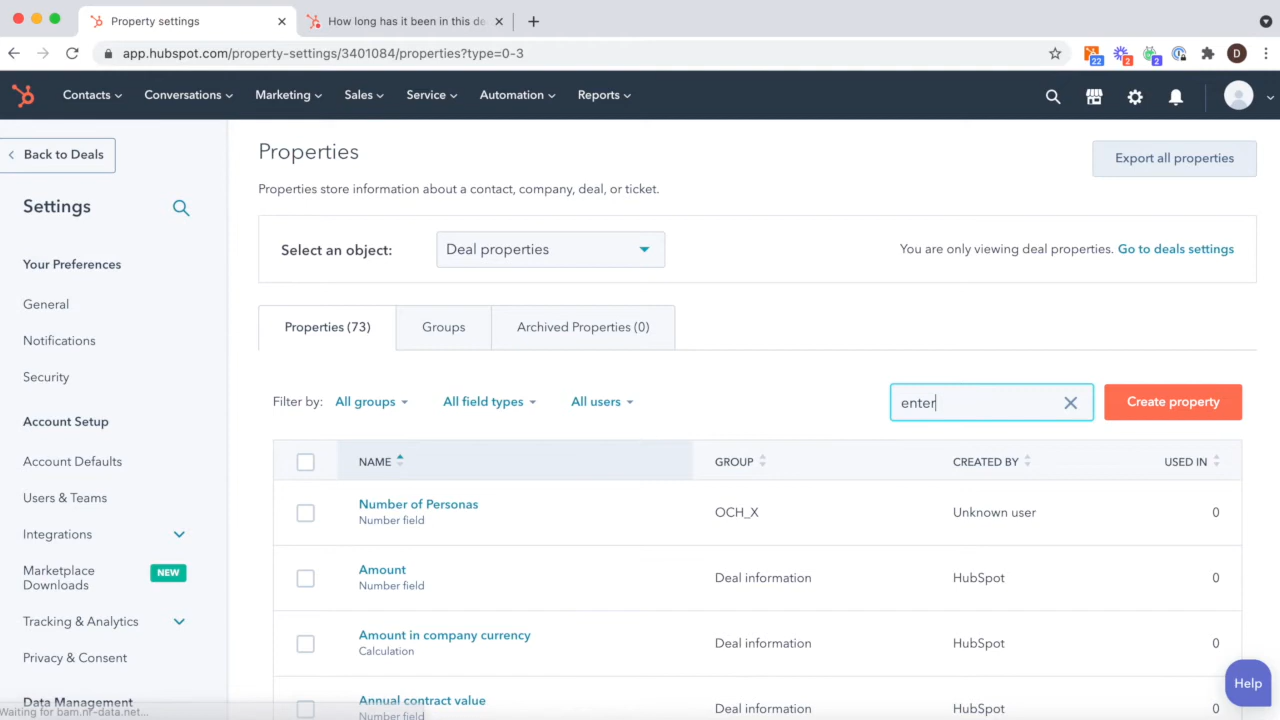 Property settings
How long has it been in this de
app.hubspot.com/property-settings/3401084/properties?type=0-3
22
2
2
D
Contacts
Conversations
Marketing
Sales
Service
Automation
Reports
Back to Deals
Settings
Your Preferences
General
Notifications
Security
Account Setup
Account Defaults
Users & Teams
Integrations
Marketplace
Downloads
NEW
Tracking & Analytics
Privacy & Consent
Data Management
Waiting for bam.nr-data.net...
Properties
Export all properties
Properties store information about a contact, company, deal, or ticket.
Select an object:
Deal properties
You are only viewing deal properties. Go to deals settings
Properties (73)
Groups
Archived Properties (0)
Filter by:
All groups
All field types
All users
enter
Create property
NAME
GROUP
CREATED BY
USED IN
Number of Personas
Number field
OCH_X
Unknown user
0
Amount
Number field
Deal information
HubSpot
0
Amount in company currency
Calculation
Deal information
HubSpot
0
Annual contract value
Number field
Deal information
HubSpot
0
Help